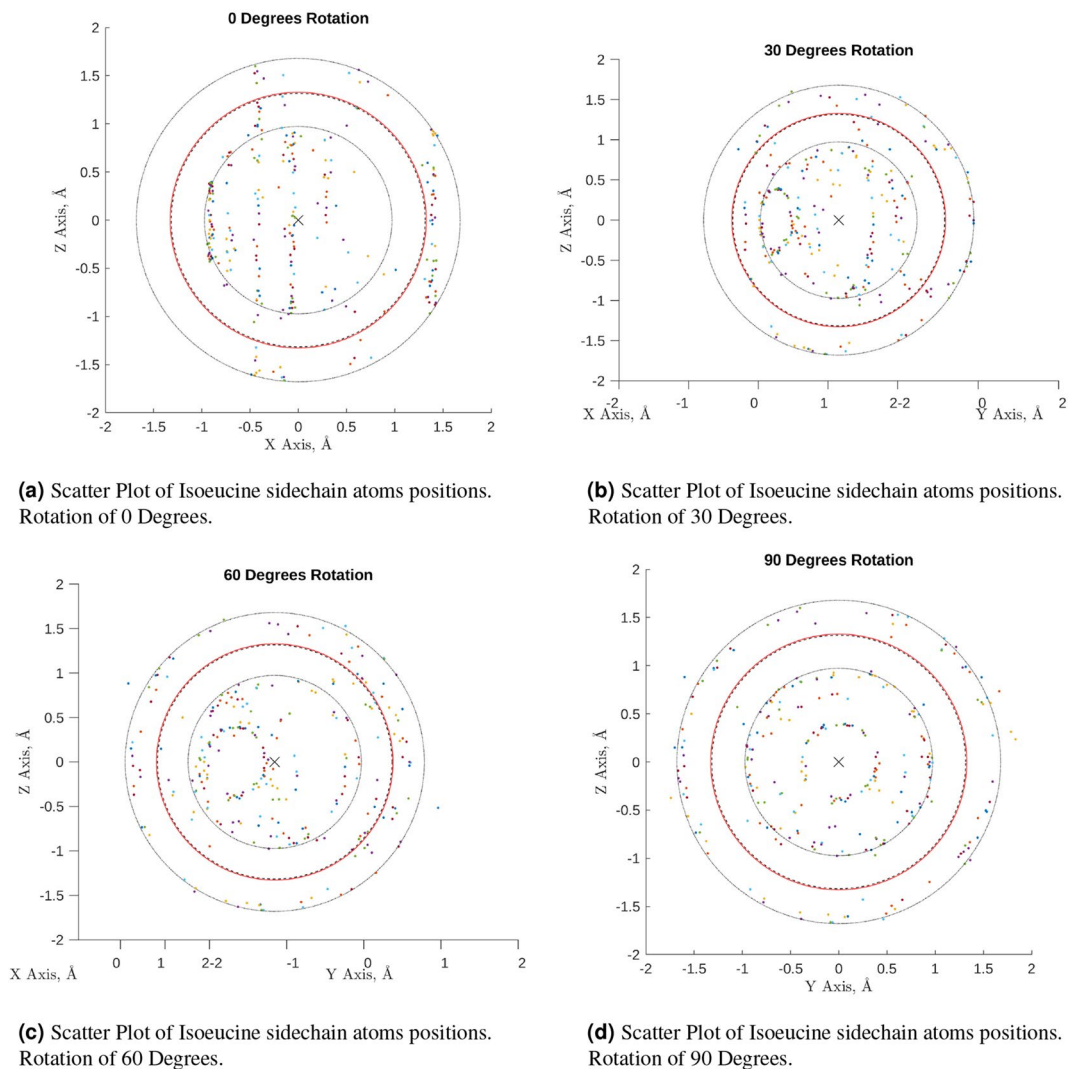 0 Degrees Rotation
2
1.5
1
0.5
0
-0.5
-1
-1.5
-2
Z Axis, Å
-2 -1.5 -1 -0.5 0 0.5 1 1.5 2
X Axis, Å
(a) Scatter Plot of Isoeucine sidechain atoms positions.
Rotation of 0 Degrees.
30 Degrees Rotation
2
1.5
1
0.5
0
-0.5
-1
-1.5
-2
Z Axis, Å
-2 -1 0 1 2-2 0 2
X Axis, Å Y Axis, Å
(b) Scatter Plot of Isoeucine sidechain atoms positions.
Rotation of 30 Degrees.
60 Degrees Rotation
2
1.5
1
0.5
0
-0.5
-1
-1.5
-2
Z Axis, Å
0 1 2-2 -1 0 1 2
X Axis, Å Y Axis, Å
(c) Scatter Plot of Isoeucine sidechain atoms positions.
Rotation of 60 Degrees.
90 Degrees Rotation
2
1.5
1
0.5
0
-0.5
-1
-1.5
-2
Z Axis, Å
-2 -1.5 -1 -0.5 0 0.5 1 1.5 2
Y Axis, Å
(d) Scatter Plot of Isoeucine sidechain atoms positions.
Rotation of 90 Degrees.